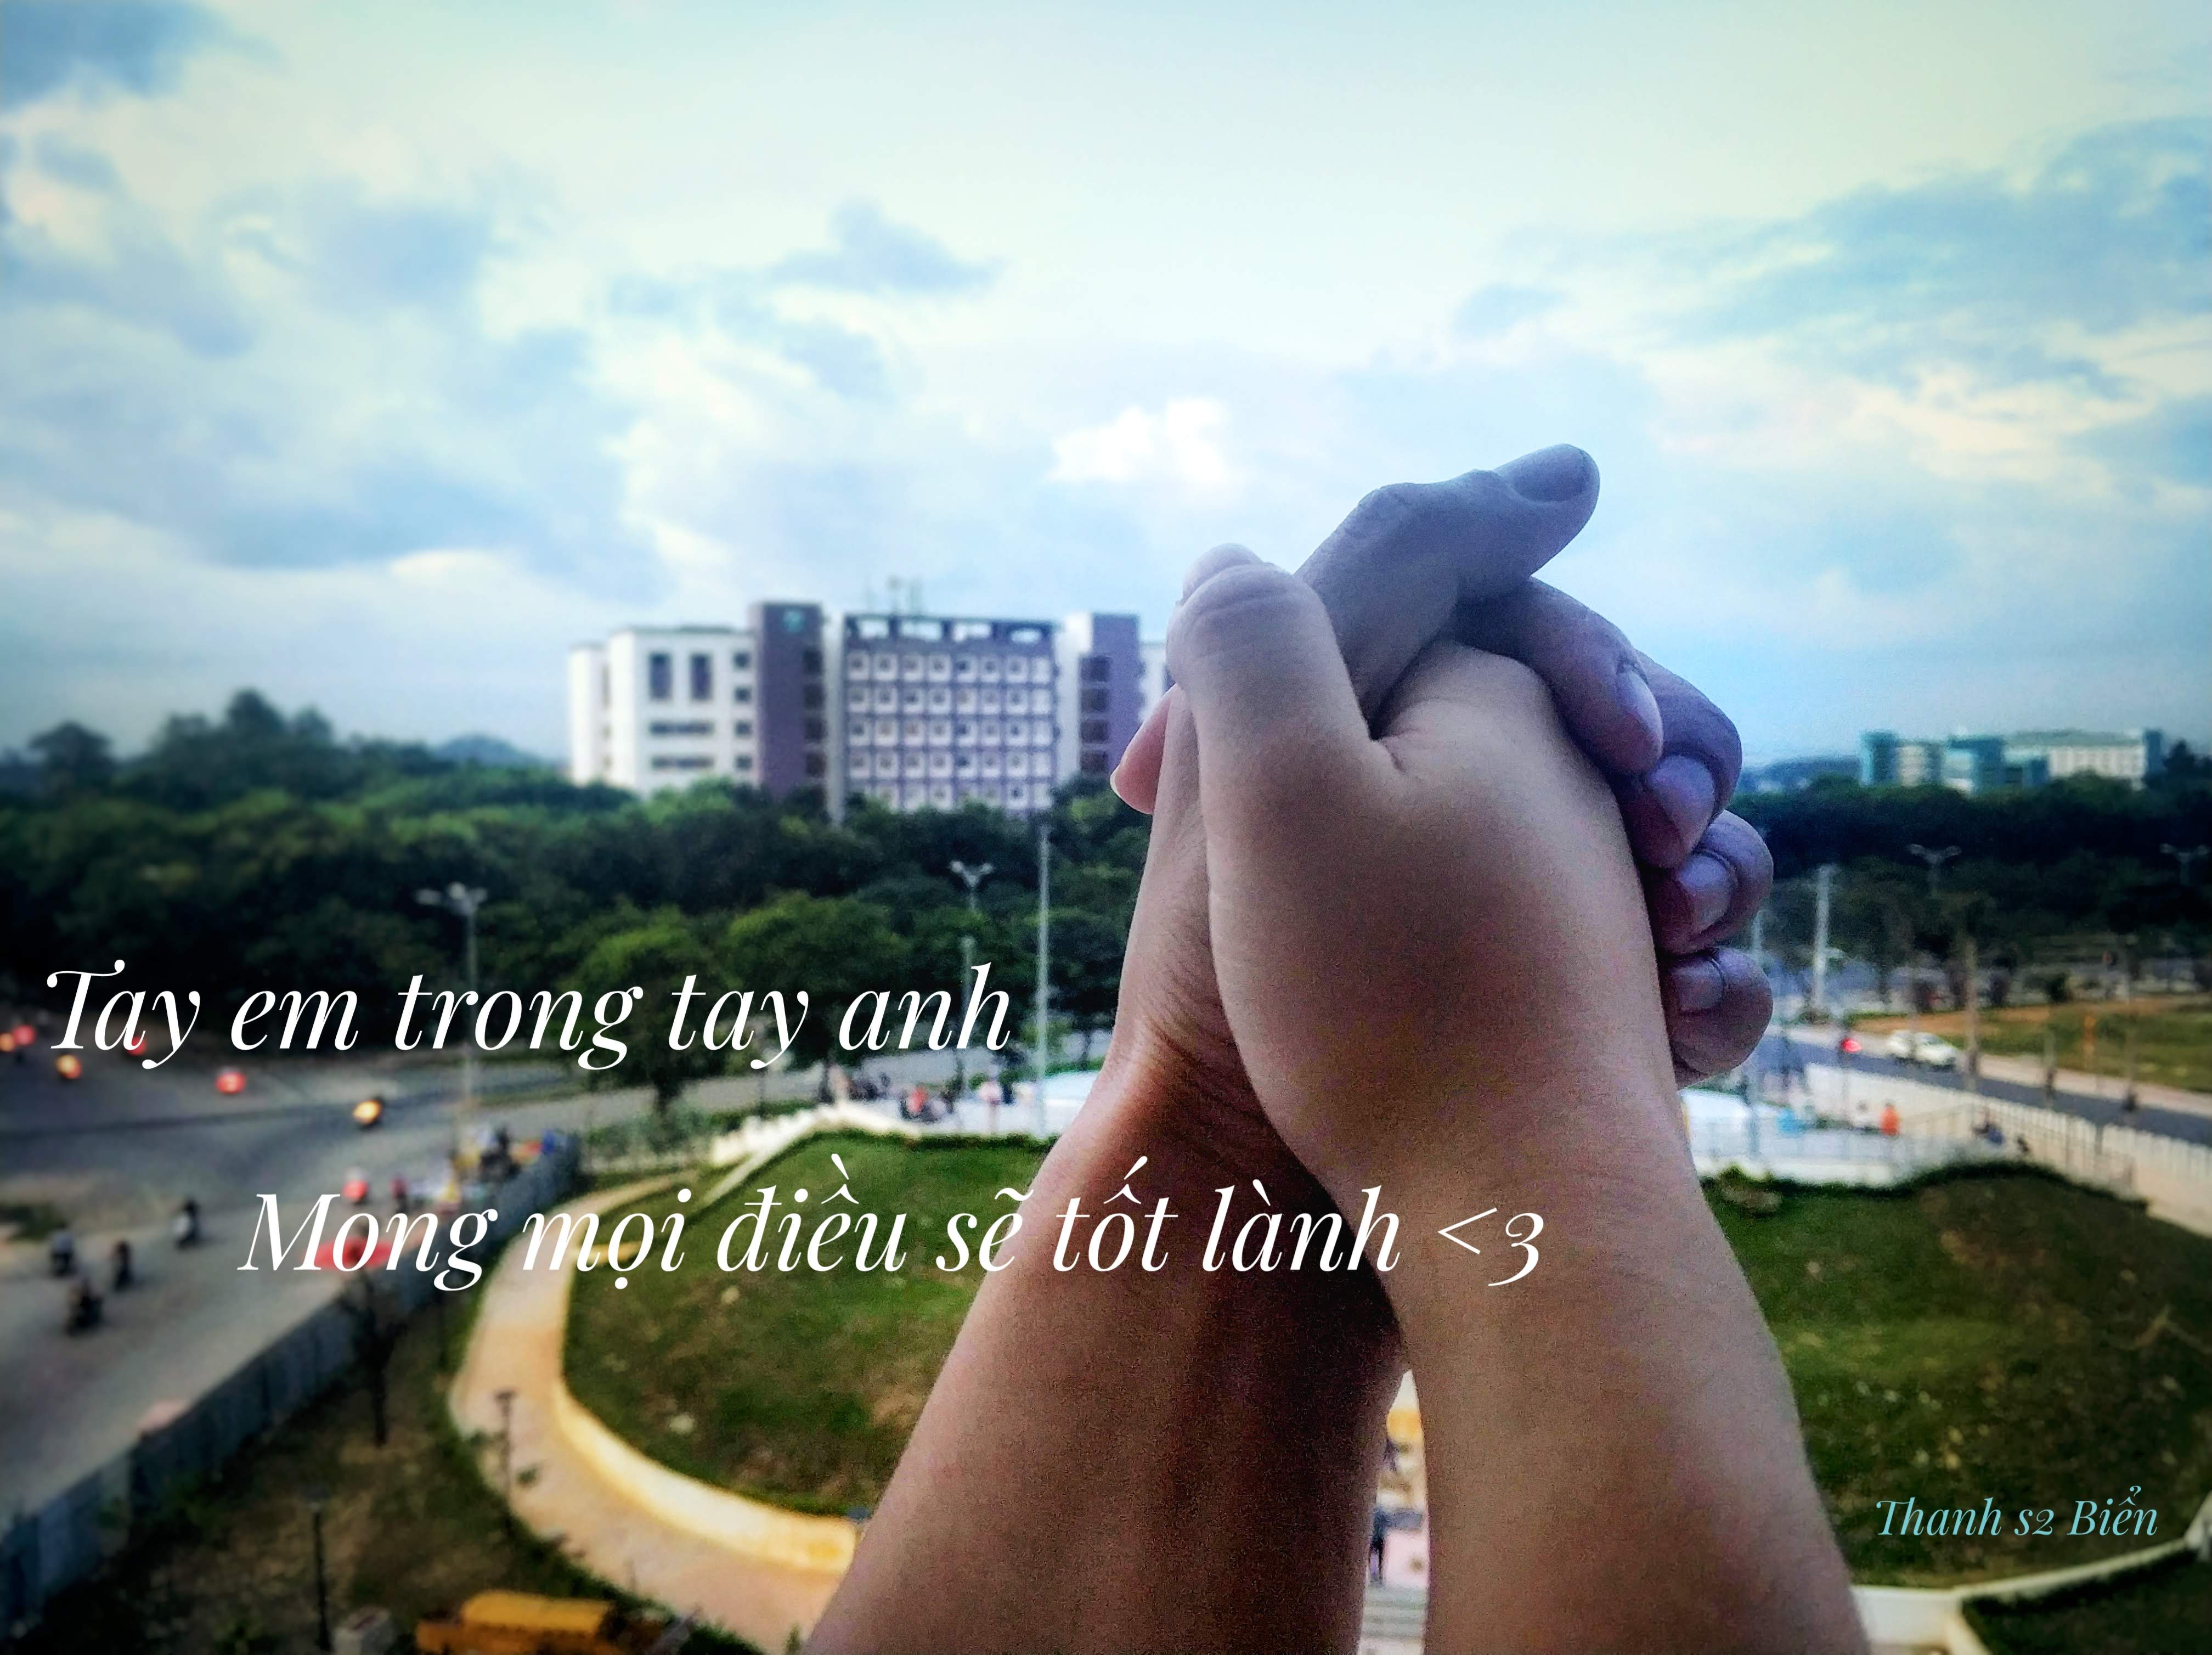 Tay em trong tay anh
Mong mọi điều sẽ tốt lành <3
Thanh s2 Biển